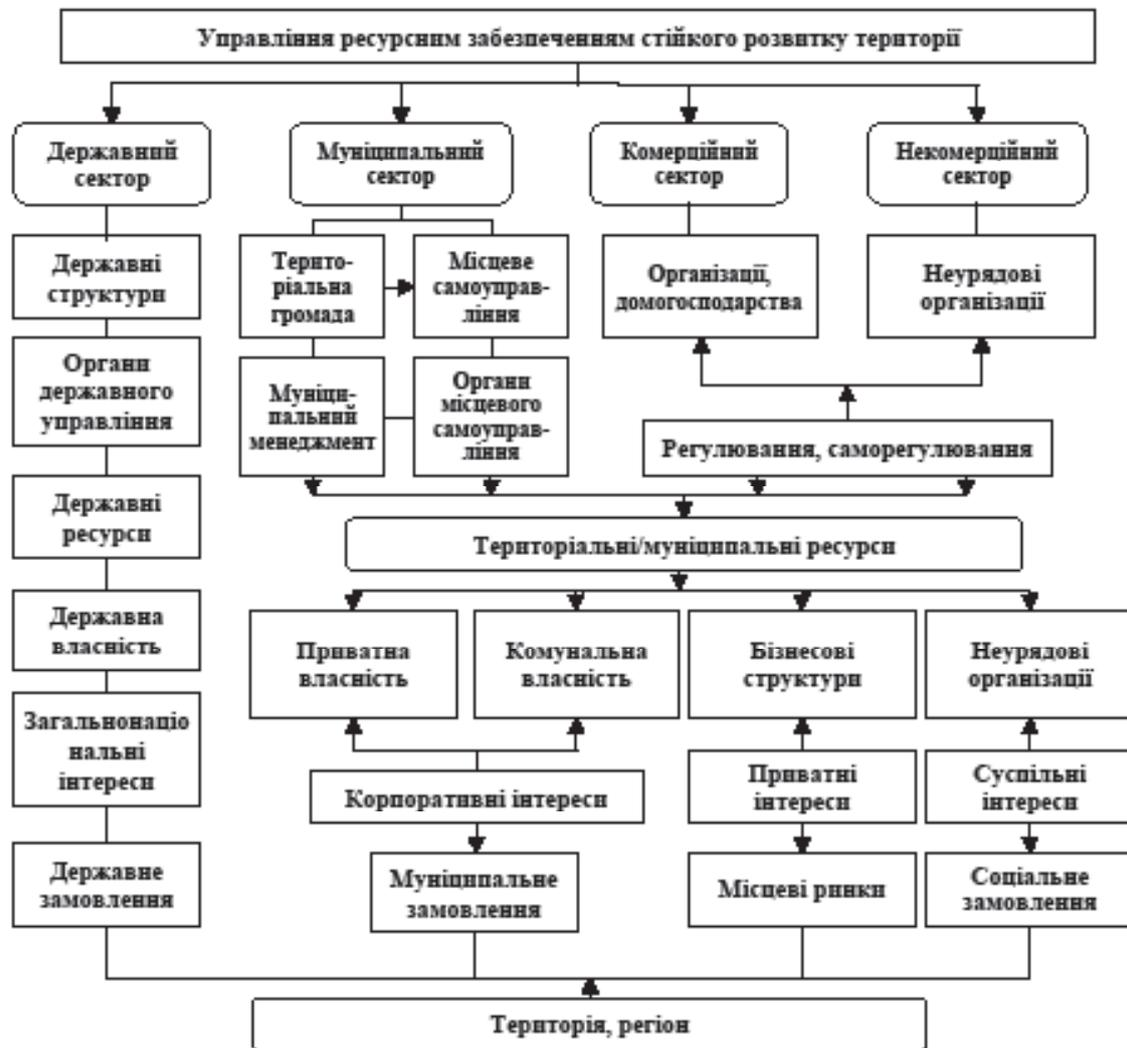 Управління ресурсним забезпеченням стійкого розвитку території
Державний
сектор
Муніципальний
сектор
Комерційний
сектор
Некомерційний
сектор
Державні
структури
Терито-
ріальна
громада
Місцеве
самоуправ-
ління
Організації,
домогосподарства
Неурядові
організації
Органи
державного
управління
Муніци-
пальний
менеджмент
Органи
місцевого
самоуправ-
ління
Регулювання, саморегулювання
Державні
ресурси
Територіальні/муніципальні ресурси
Державна
власність
Приватна
власність
Комунальна
власність
Бізнесові
структури
Неурядові
організації
Загальнонаціо
нальні
інтереси
Корпоративні інтереси
Приватні
інтереси
Суспільні
інтереси
Державне
замовлення
Муніципальне
замовлення
Місцеві ринки
Соціальне
замовлення
Територія, регіон